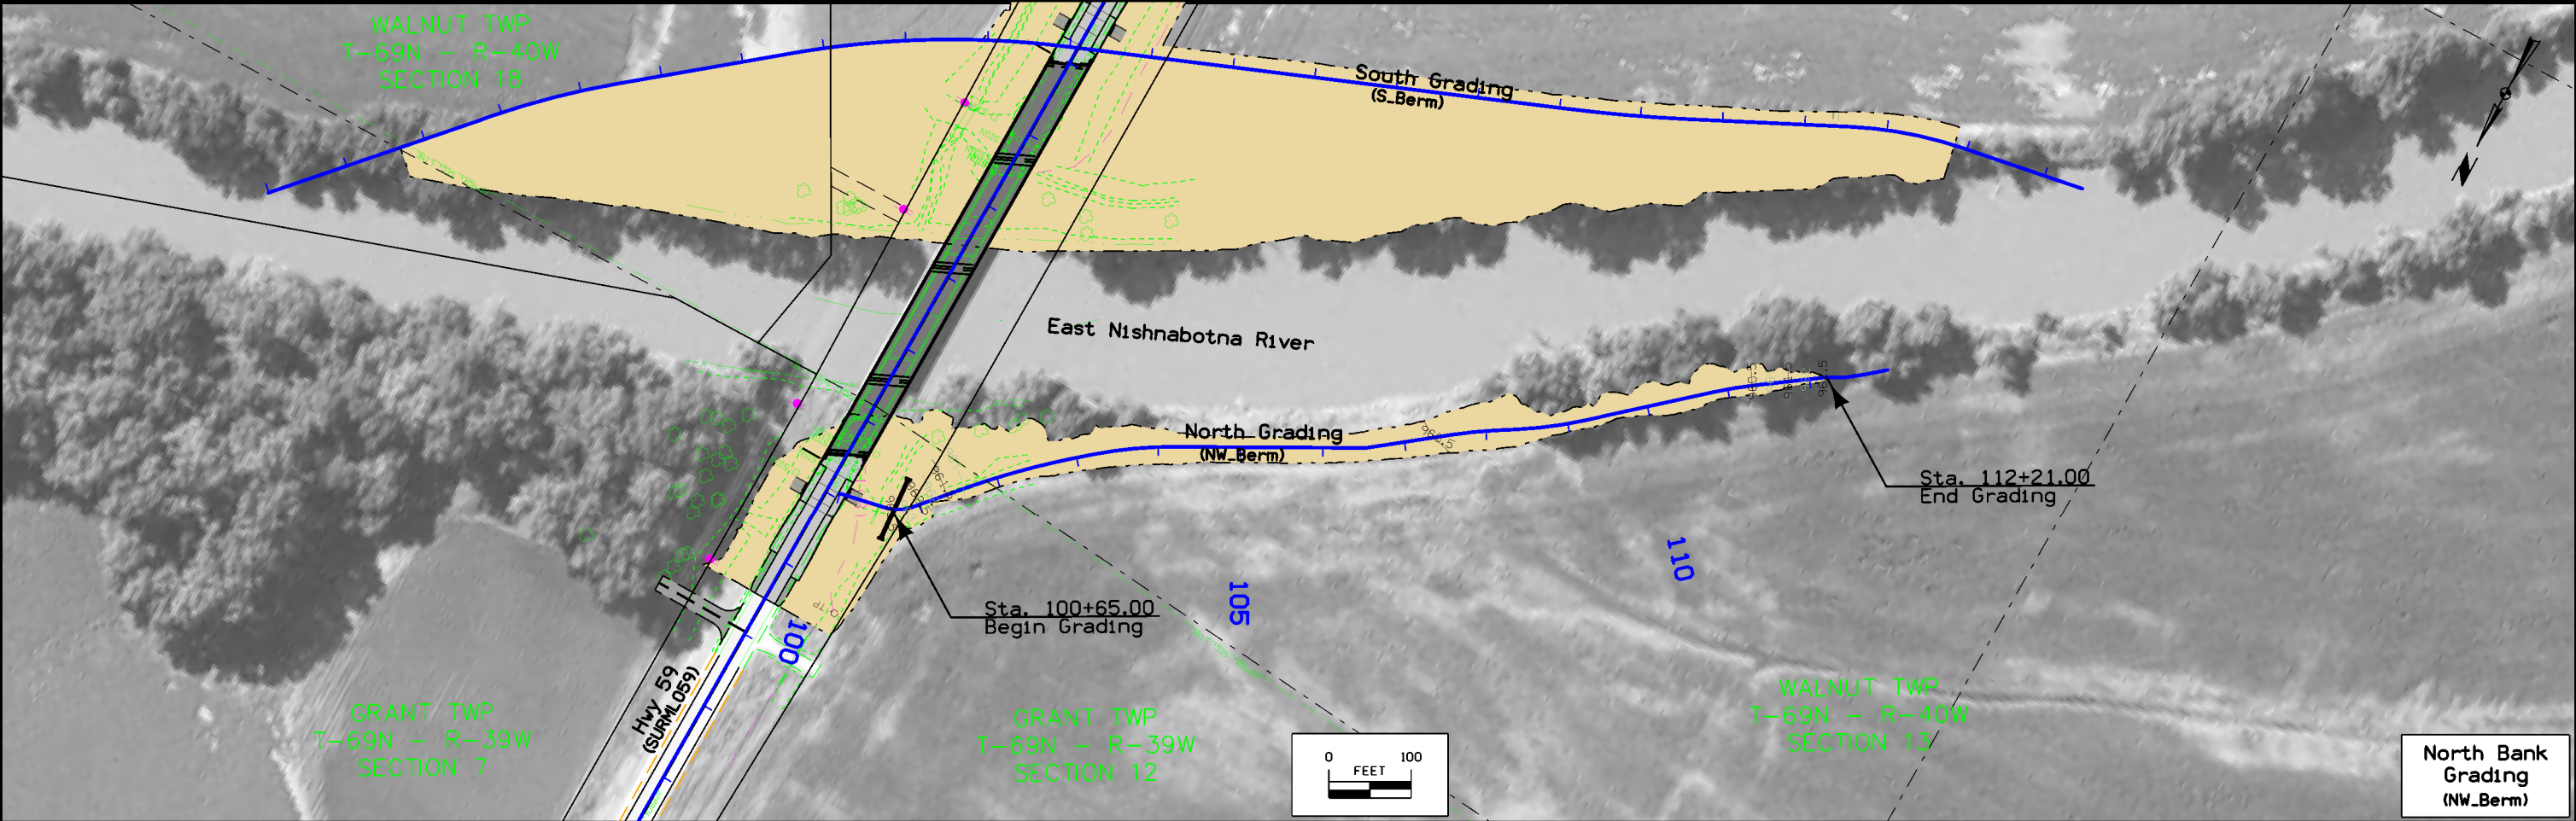 WALNUT TWP
T-69N - R-40W
SECTION 18
South Grading
(S_Berm)
East Nishnabotna River
North Grading
(NW_Berm)
960.5
Sta. 112+21.00
End Grading
Sta. 100+65.00
Begin Grading
100
105
110
Hwy 59
(SURML059)
GRANT TWP
T-69N - R-39W
SECTION 7
GRANT TWP
T-69N - R-39W
SECTION 12
WALNUT TWP
T-69N - R-40W
SECTION 13
0 100
FEET
North Bank
Grading
(NW_Berm)
N